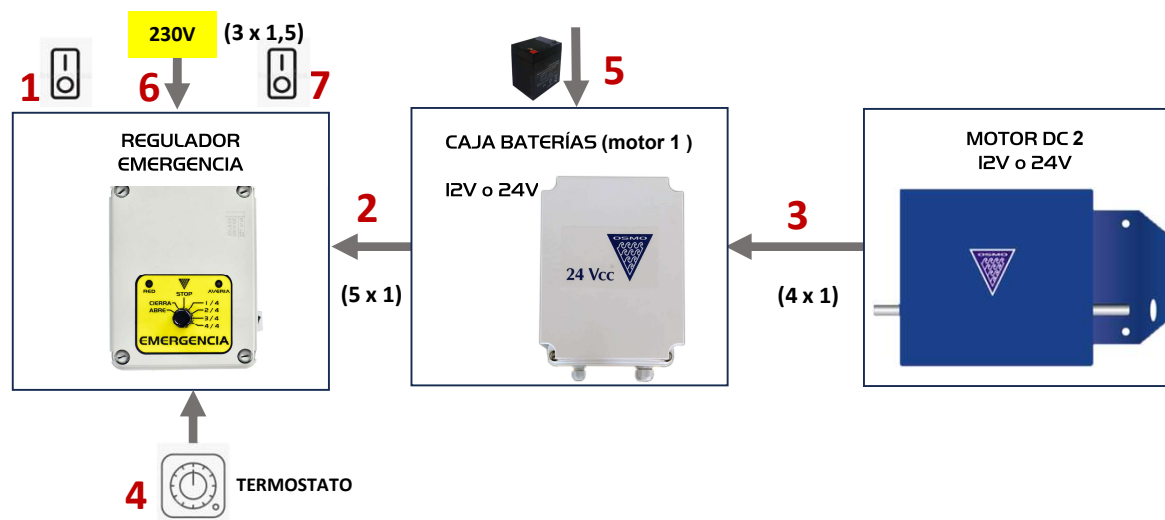 230V
(3 x 1,5)
1
6
7
5
REGULADOR
EMERGENCIA
CAJA BATERÍAS (motor 1 )
12V o 24V
MOTOR DC 2
12V o 24V
2
3
(5 x 1)
(4 x 1)
OSMO
24 Vcc
OSMO
RED
STOP
AVERIA
CIERRA
ABRE
1 / 4
2 / 4
3 / 4
4 / 4
EMERGENCIA
4
TERMOSTATO